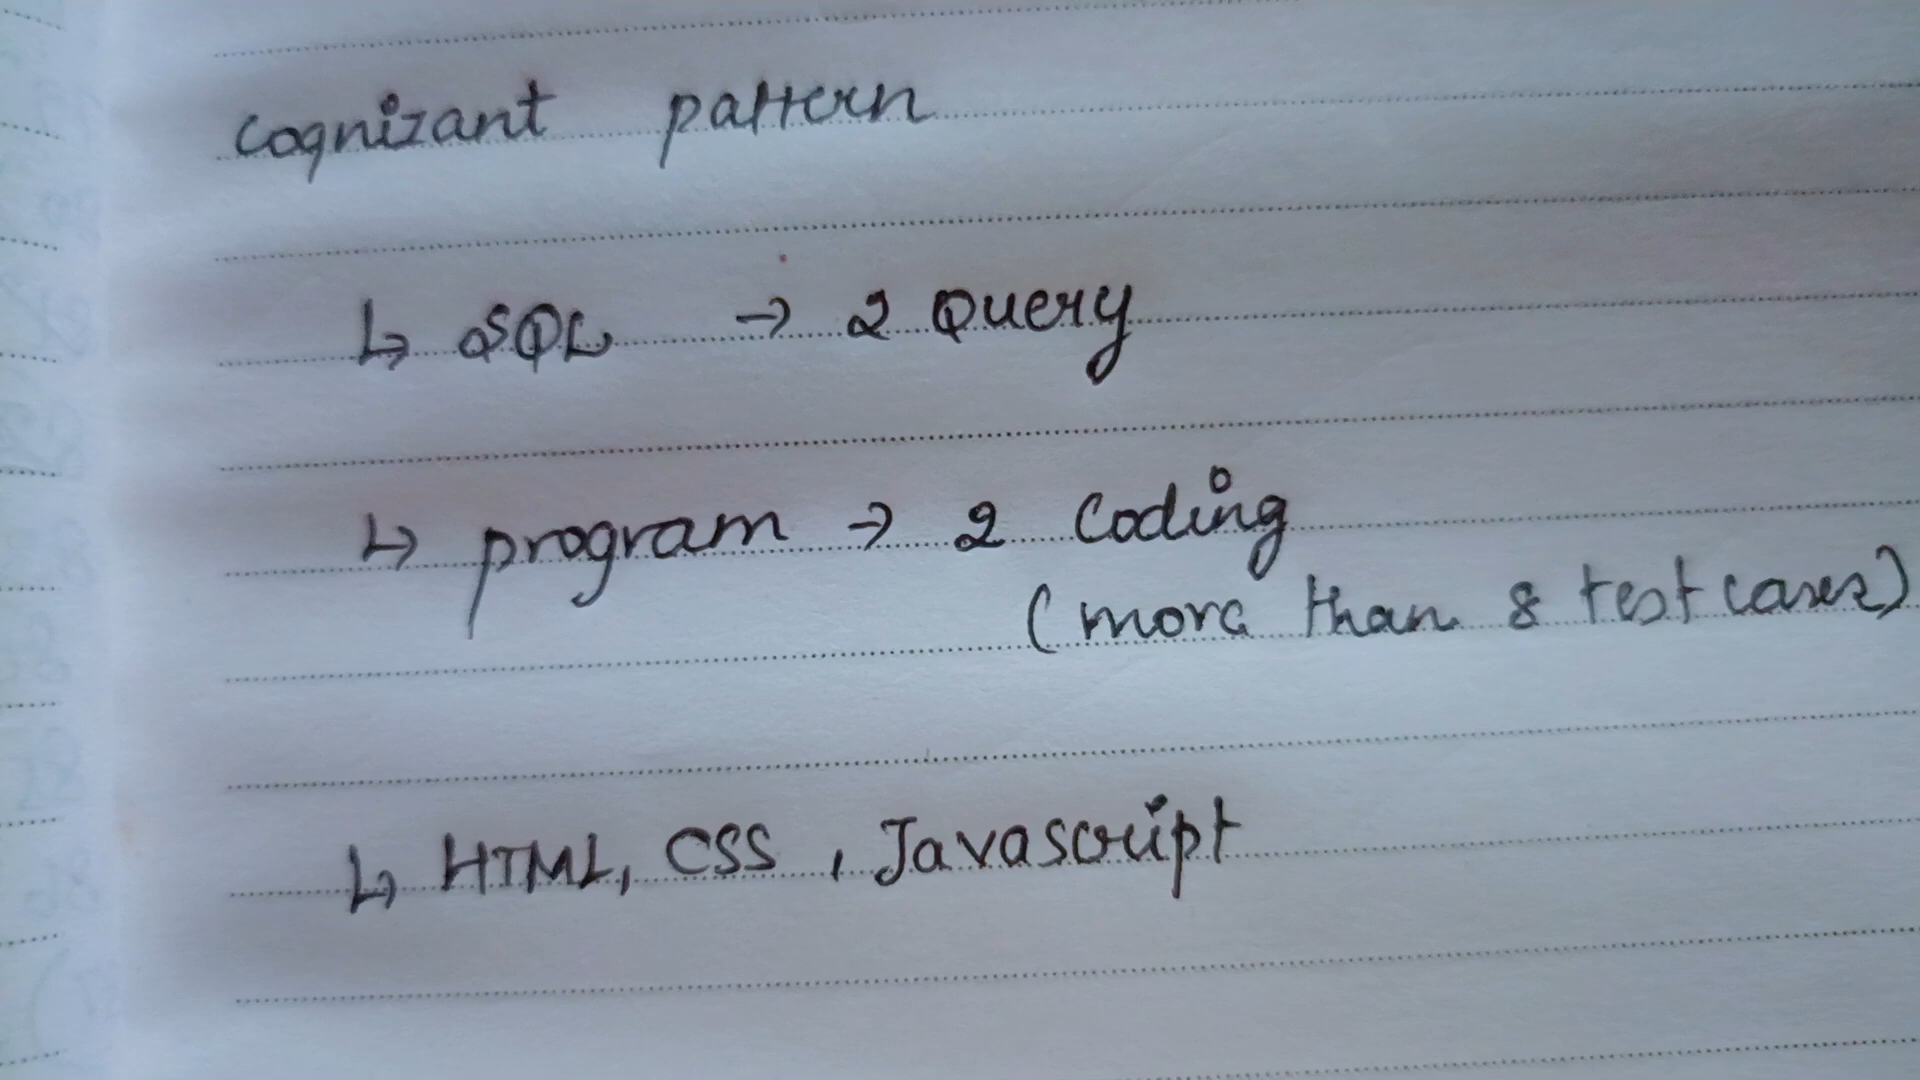 Cognizant pattern
↳ SQL → 2 Query
↳ program → 2 Coding
(more than 8 test cases)
↳ HTML, CSS, Javascript